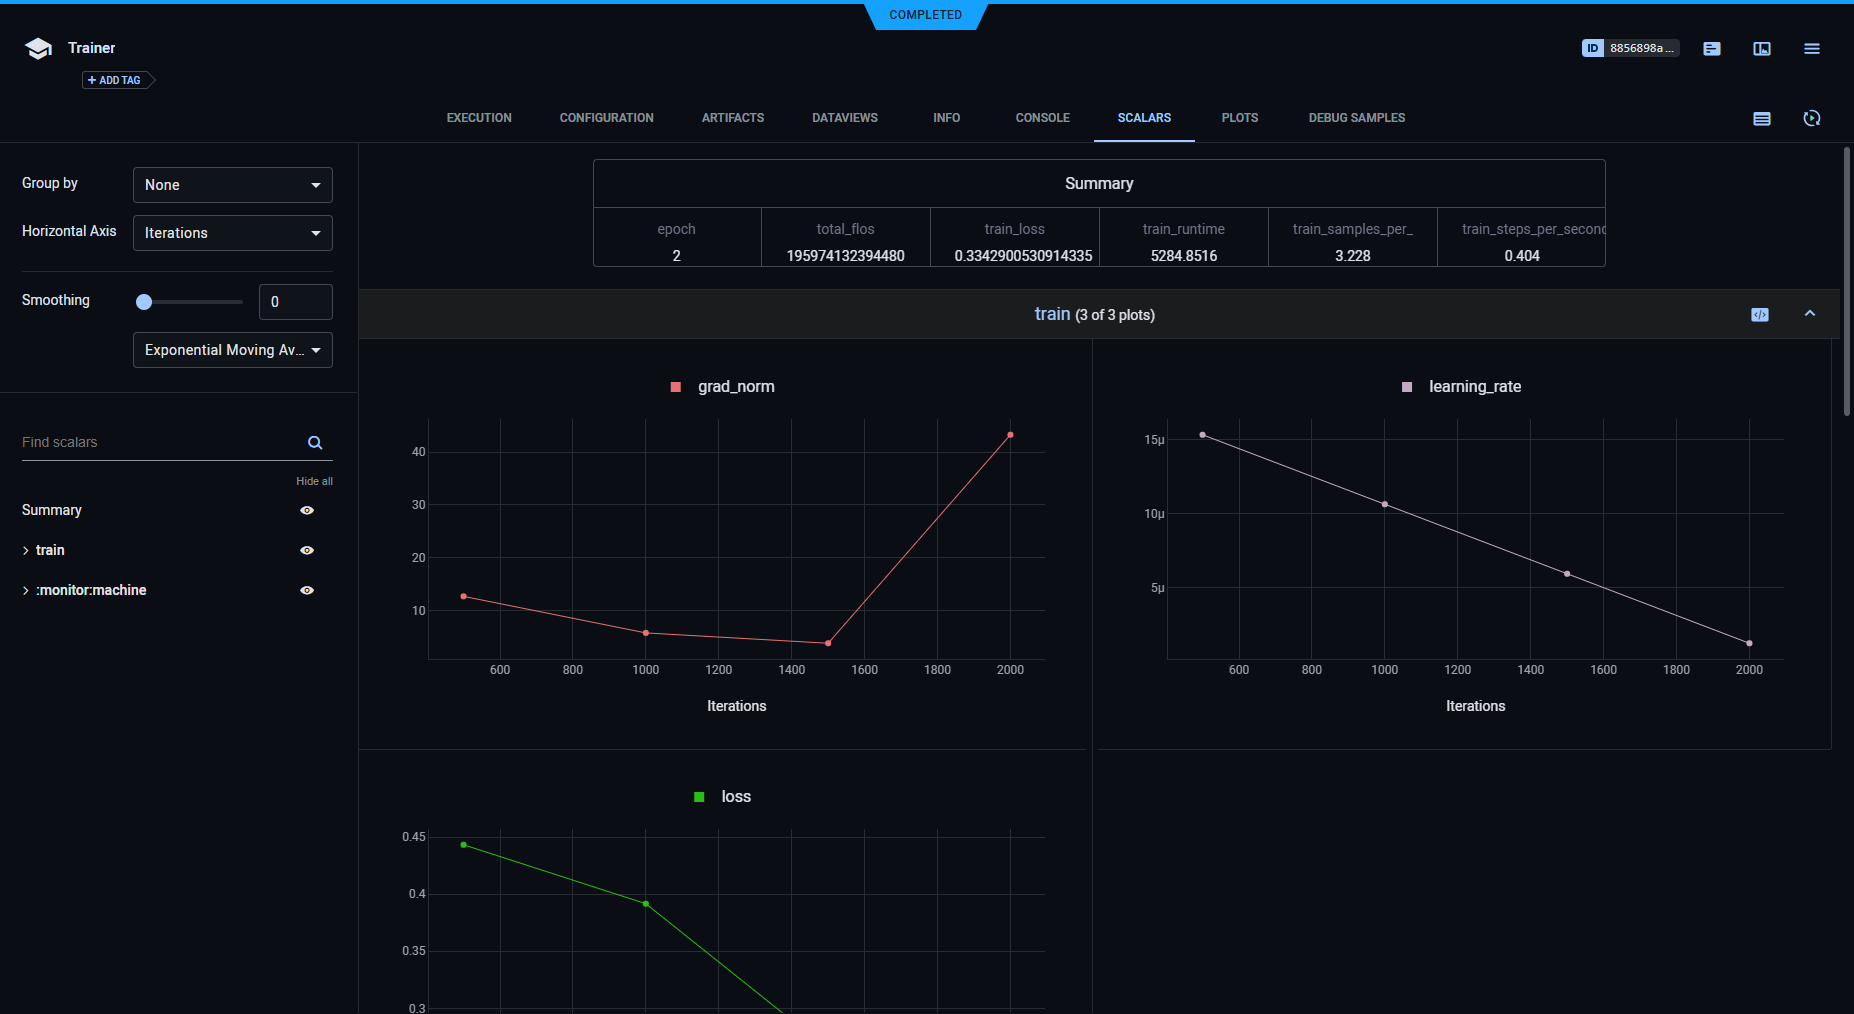 COMPLETED
Trainer
ID 8856898a ...
+ ADD TAG
EXECUTION CONFIGURATION ARTIFACTS DATAVIEWS INFO CONSOLE SCALARS PLOTS DEBUG SAMPLES
Group by None
Horizontal Axis Iterations
Smoothing 0
Exponential Moving Av...
Find scalars
Hide all
Summary
train
:monitor:machine
Summary
epoch total_flos train_loss train_runtime train_samples_per_ train_steps_per_second
2 195974132394480 0.3342900530914335 5284.8516 3.228 0.404
train (3 of 3 plots)
grad_norm
40
30
20
10
600 800 1000 1200 1400 1600 1800 2000
Iterations
learning_rate
15μ
10μ
5μ
600 800 1000 1200 1400 1600 1800 2000
Iterations
loss
0.45
0.4
0.35
0.3